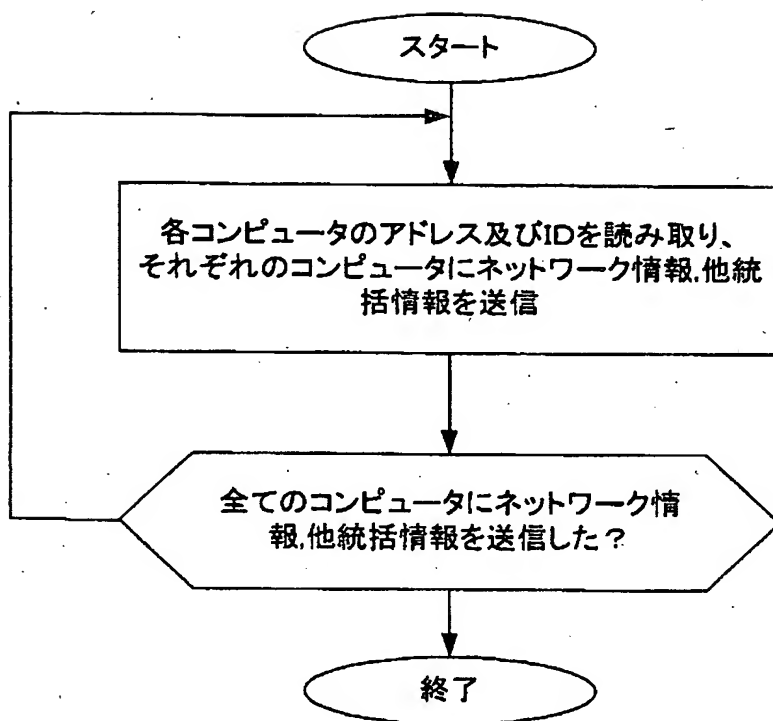 スタート
各コンピュータのアドレス及びIDを読み取り、
それぞれのコンピュータにネットワーク情報,他統
括情報を送信
全てのコンピュータにネットワーク情
報,他統括情報を送信した？
終了